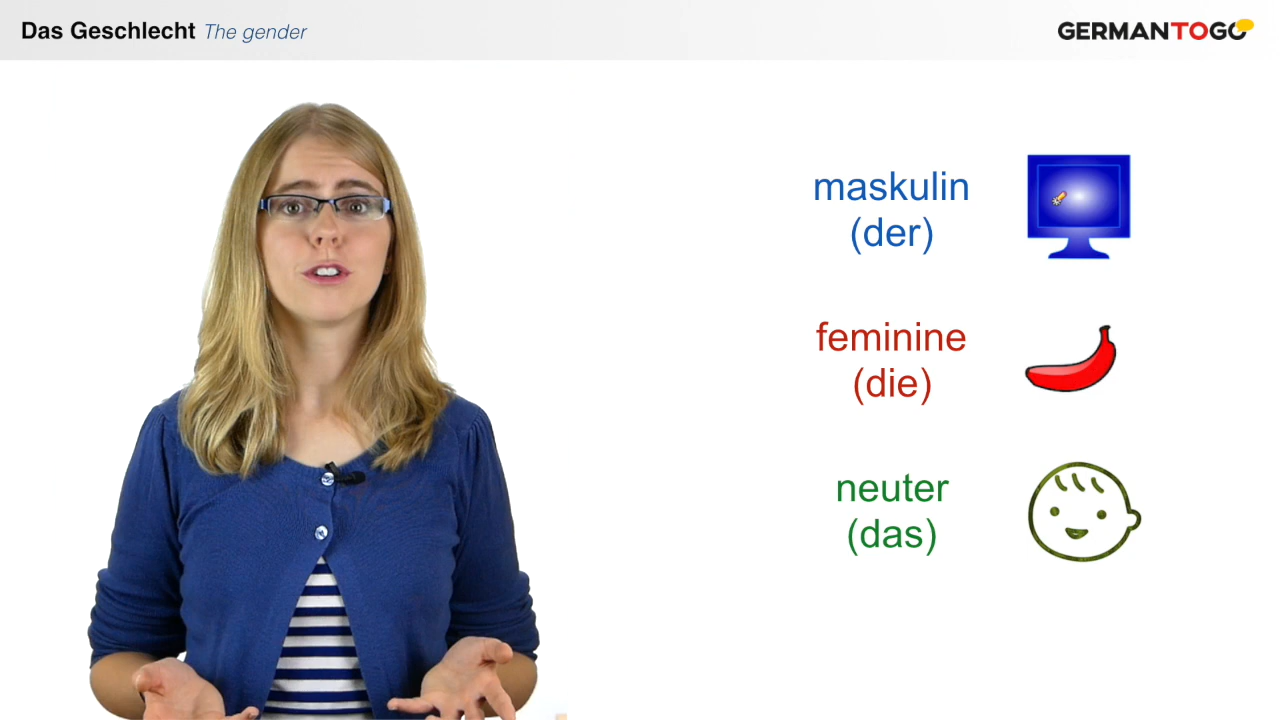 Das Geschlecht The gender
GERMANTOGO
maskulin
(der)
feminine
(die)
neuter
(das)